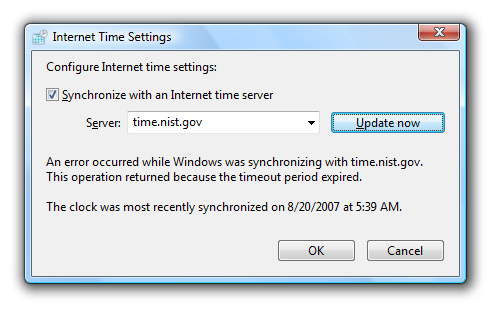 Internet Time Settings
Configure Internet time settings:
Synchronize with an Internet time server
Server: time.nist.gov Update now
An error occurred while Windows was synchronizing with time.nist.gov.
This operation returned because the timeout period expired.
The clock was most recently synchronized on 8/20/2007 at 5:39 AM.
OK Cancel